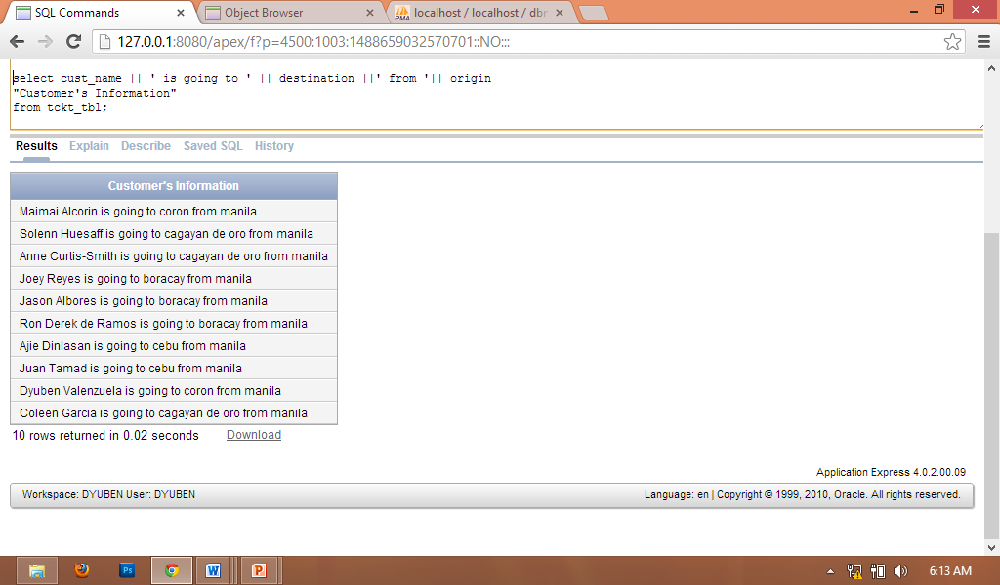 SQL Commands
Object Browser
localhost / localhost / dbr
127.0.0.1:8080/apex/f?p=4500:1003:1488659032570701::NO:::
select cust_name || ' is going to ' || destination ||' from '|| origin
"Customer's Information"
from tckt_tbl;
Results Explain Describe Saved SQL History
Customer's Information
Maimai Alcorin is going to coron from manila
Solenn Huesaff is going to cagayan de oro from manila
Anne Curtis-Smith is going to cagayan de oro from manila
Joey Reyes is going to boracay from manila
Jason Albores is going to boracay from manila
Ron Derek de Ramos is going to boracay from manila
Ajie Dinlasan is going to cebu from manila
Juan Tamad is going to cebu from manila
Dyuben Valenzuela is going to coron from manila
Coleen Garcia is going to cagayan de oro from manila
10 rows returned in 0.02 seconds Download
Application Express 4.0.2.00.09
Workspace: DYUBEN User: DYUBEN Language: en | Copyright © 1999, 2010, Oracle. All rights reserved.
6:13 AM